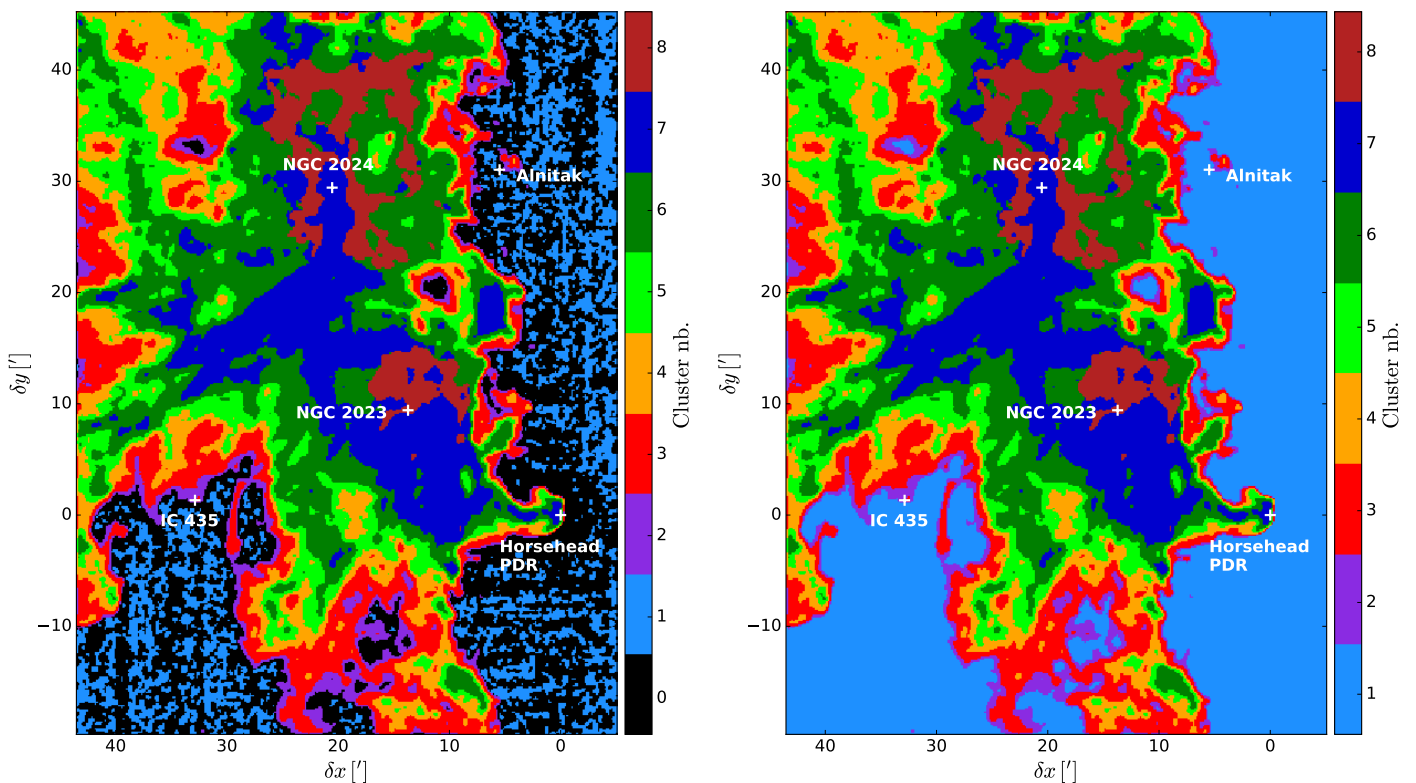 40
30
20
10
0
−10
δy [′]
40
30
20
10
0
δx [′]
NGC 2024
Alnitak
NGC 2023
IC 435
Horsehead
PDR
8
7
6
5
4
3
2
1
0
Cluster nb.
40
30
20
10
0
−10
δy [′]
40
30
20
10
0
δx [′]
NGC 2024
Alnitak
NGC 2023
IC 435
Horsehead
PDR
8
7
6
5
4
3
2
1
Cluster nb.